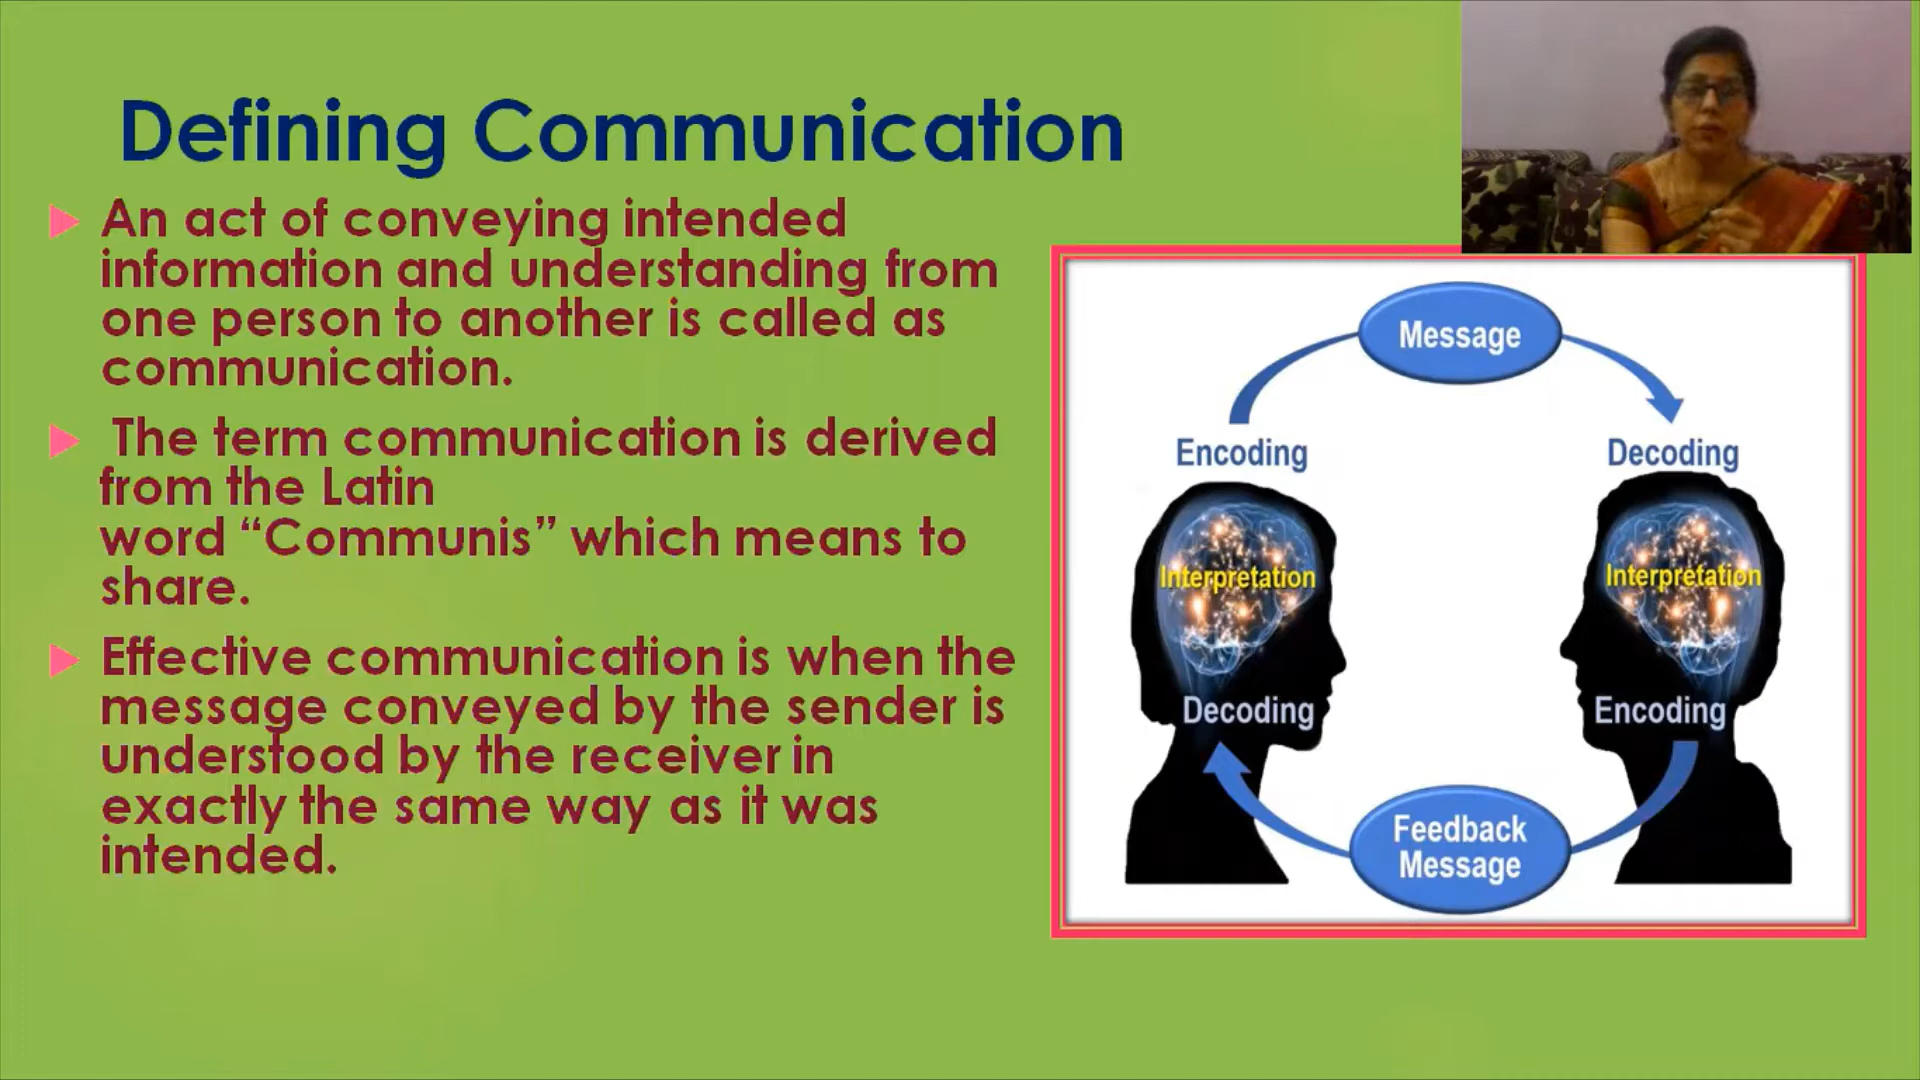 Defining Communication
An act of conveying intended
information and understanding from
one person to another is called as
communication.
The term communication is derived
from the Latin
word “Communis” which means to
share.
Effective communication is when the
message conveyed by the sender is
understood by the receiver in
exactly the same way as it was
intended.
Message
Encoding
Decoding
Interpretation
Interpretation
Decoding
Encoding
Feedback
Message